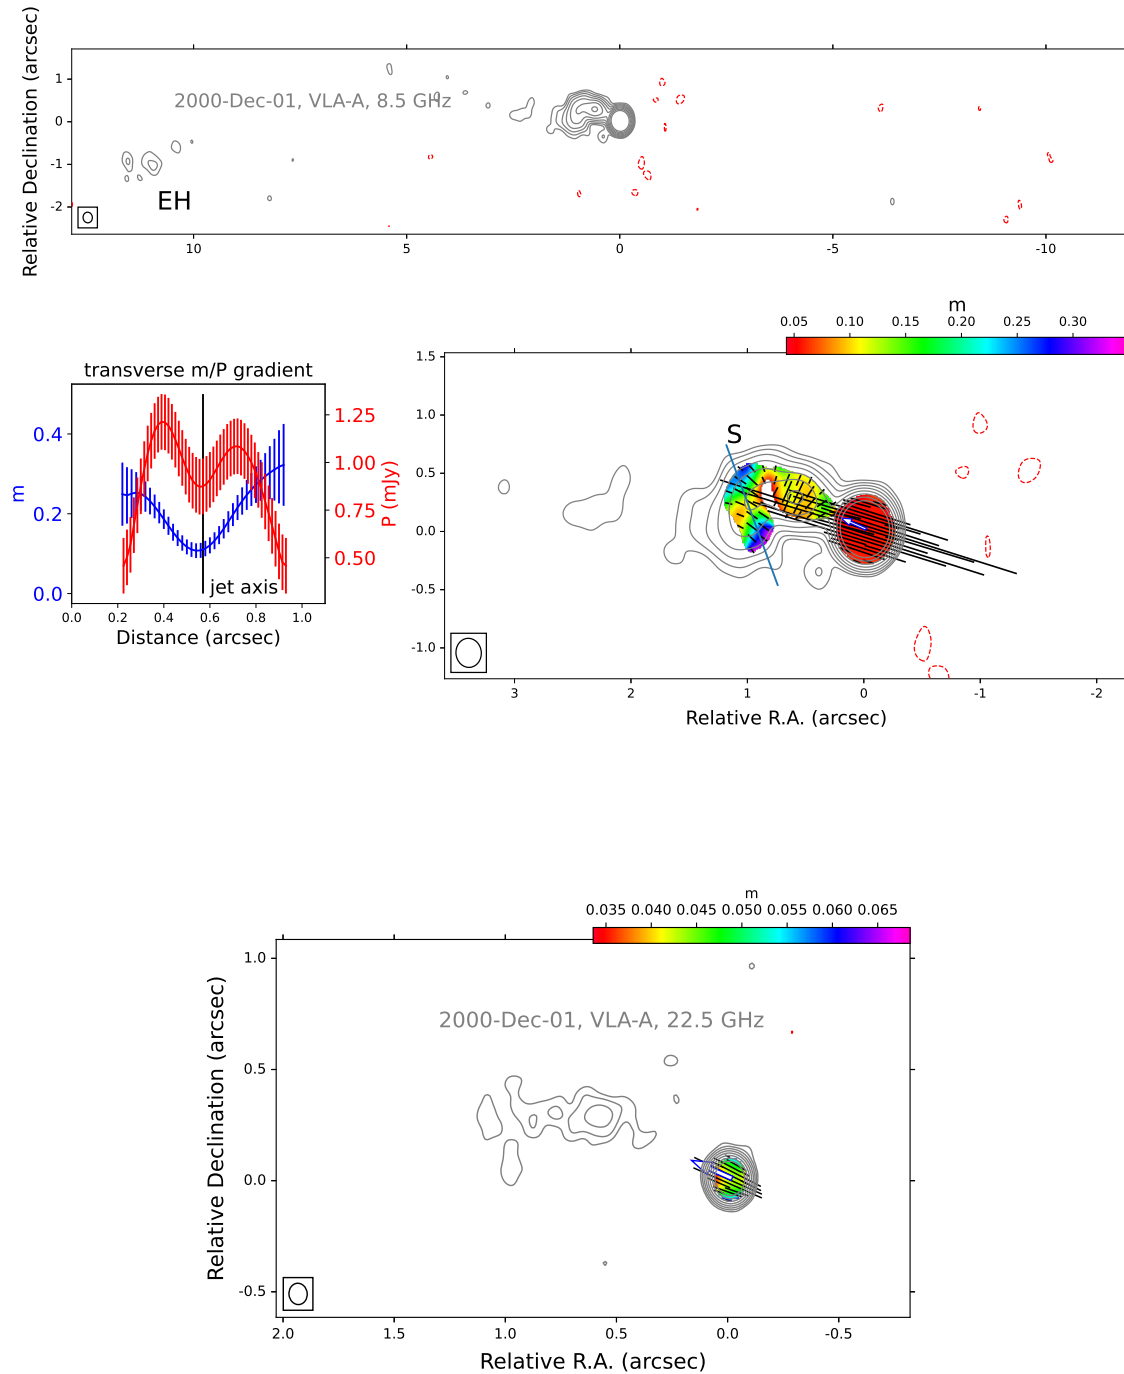 Relative Declination (arcsec)
1
0
-1
-2
2000-Dec-01, VLA-A, 8.5 GHz
EH
10
5
0
-5
-10
m
0.05 0.10 0.15 0.20 0.25 0.30
transverse m/P gradient
m
0.4
0.2
0.0
1.25
1.00
0.75
0.50
P (mJy)
jet axis
0.0 0.2 0.4 0.6 0.8 1.0
Distance (arcsec)
1.5
1.0
0.5
0.0
-0.5
-1.0
S
3 2 1 0 -1 -2
Relative R.A. (arcsec)
m
0.035 0.040 0.045 0.050 0.055 0.060 0.065
Relative Declination (arcsec)
1.0
0.5
0.0
-0.5
2000-Dec-01, VLA-A, 22.5 GHz
2.0 1.5 1.0 0.5 0.0 -0.5
Relative R.A. (arcsec)